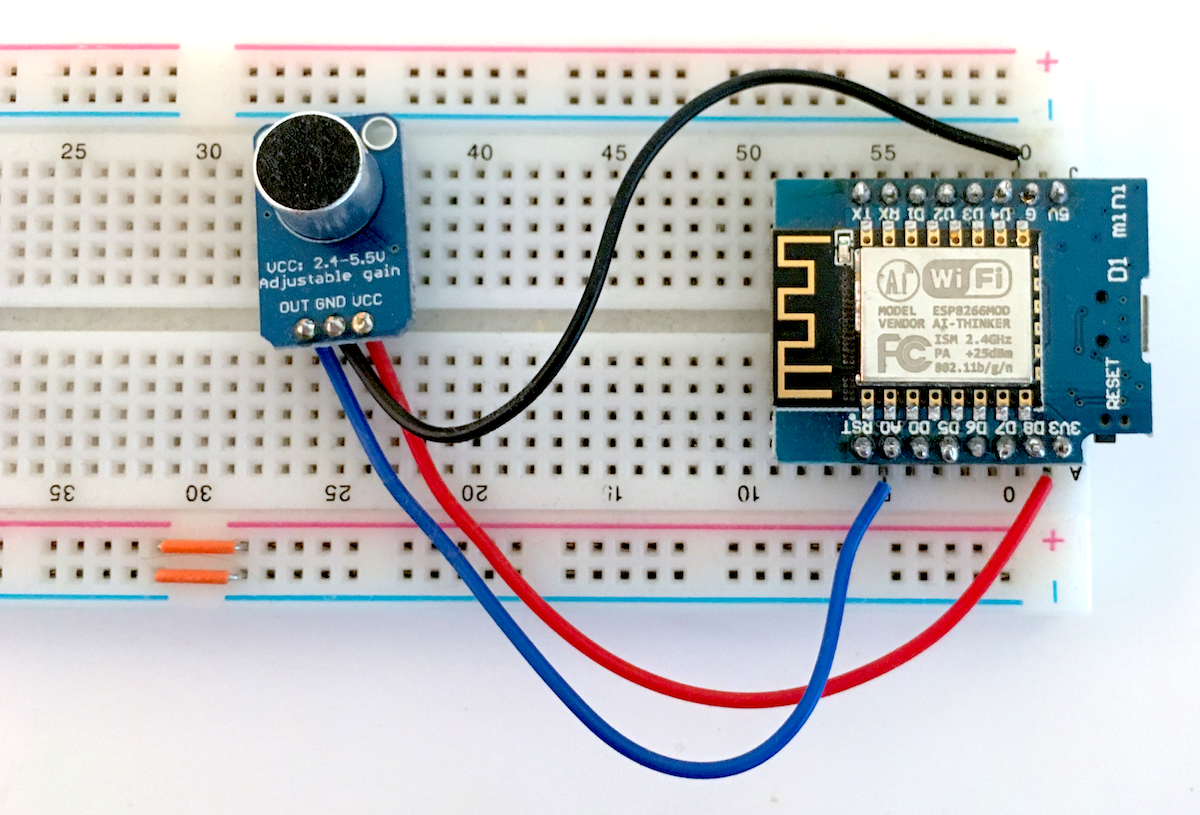 +
25 30 40 45 50 55 0
J
TX RX D1 D2 D3 D4 G 5V
D1 mini
Ai WiFi
MODEL ESP8266MOD
VENDOR AI-THINKER
FC ISM 2.4GHz
PA +25dBm
802.11b/g/n
RESET
RST A0 D0 D5 D6 D7 D8 3V3
VCC: 2.4-5.5V
Adjustable gain
OUT GND VCC
35 30 25 20 10 0
A
+